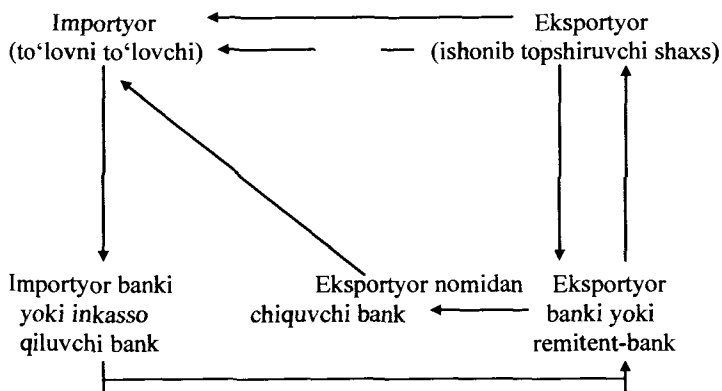 Importyor
(to‘lovni to‘lovchi)
Eksportyor
(ishonib topshiruvchi shaxs)
Importyor banki
yoki inkasso
qiluvchi bank
Eksportyor nomidan
chiquvchi bank
Eksportyor
banki yoki
remitent-bank